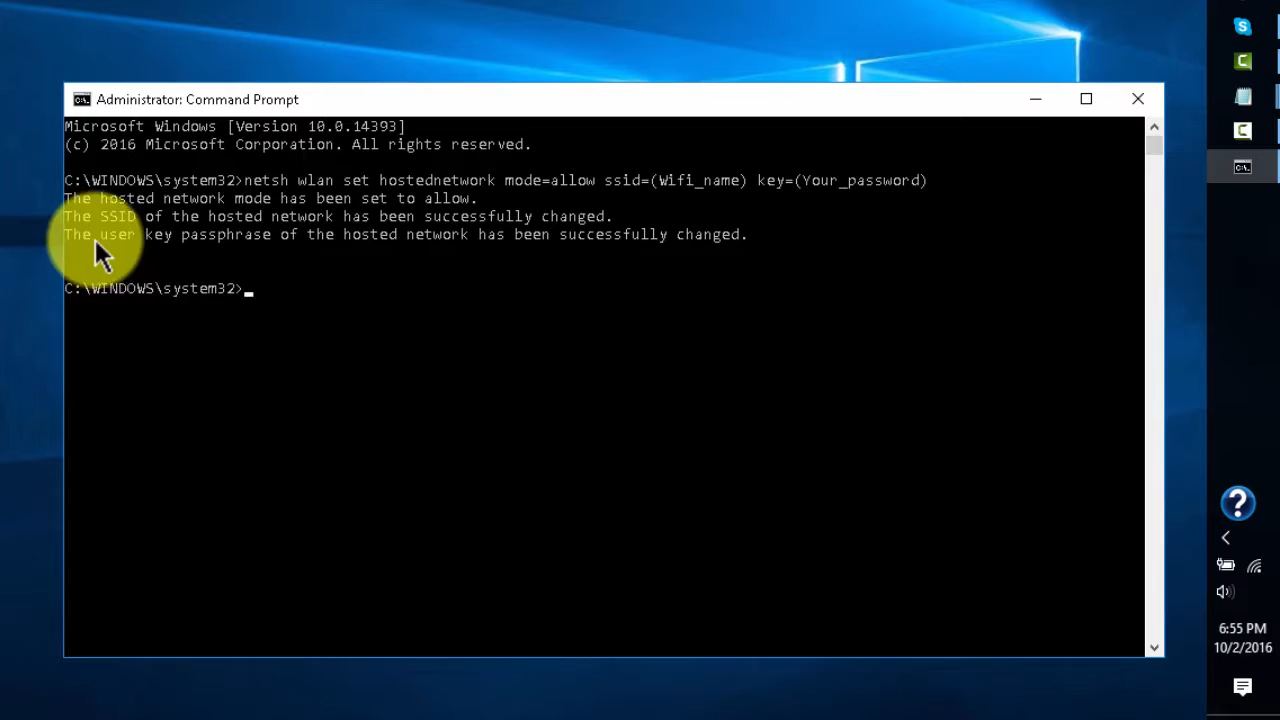 Administrator: Command Prompt
Microsoft Windows [Version 10.0.14393]
(c) 2016 Microsoft Corporation. All rights reserved.
C:\WINDOWS\system32>netsh wlan set hostednetwork mode=allow ssid=(Wifi_name) key=(Your_password)
The hosted network mode has been set to allow.
The SSID of the hosted network has been successfully changed.
The user key passphrase of the hosted network has been successfully changed.
C:\WINDOWS\system32>
6:55 PM
10/2/2016